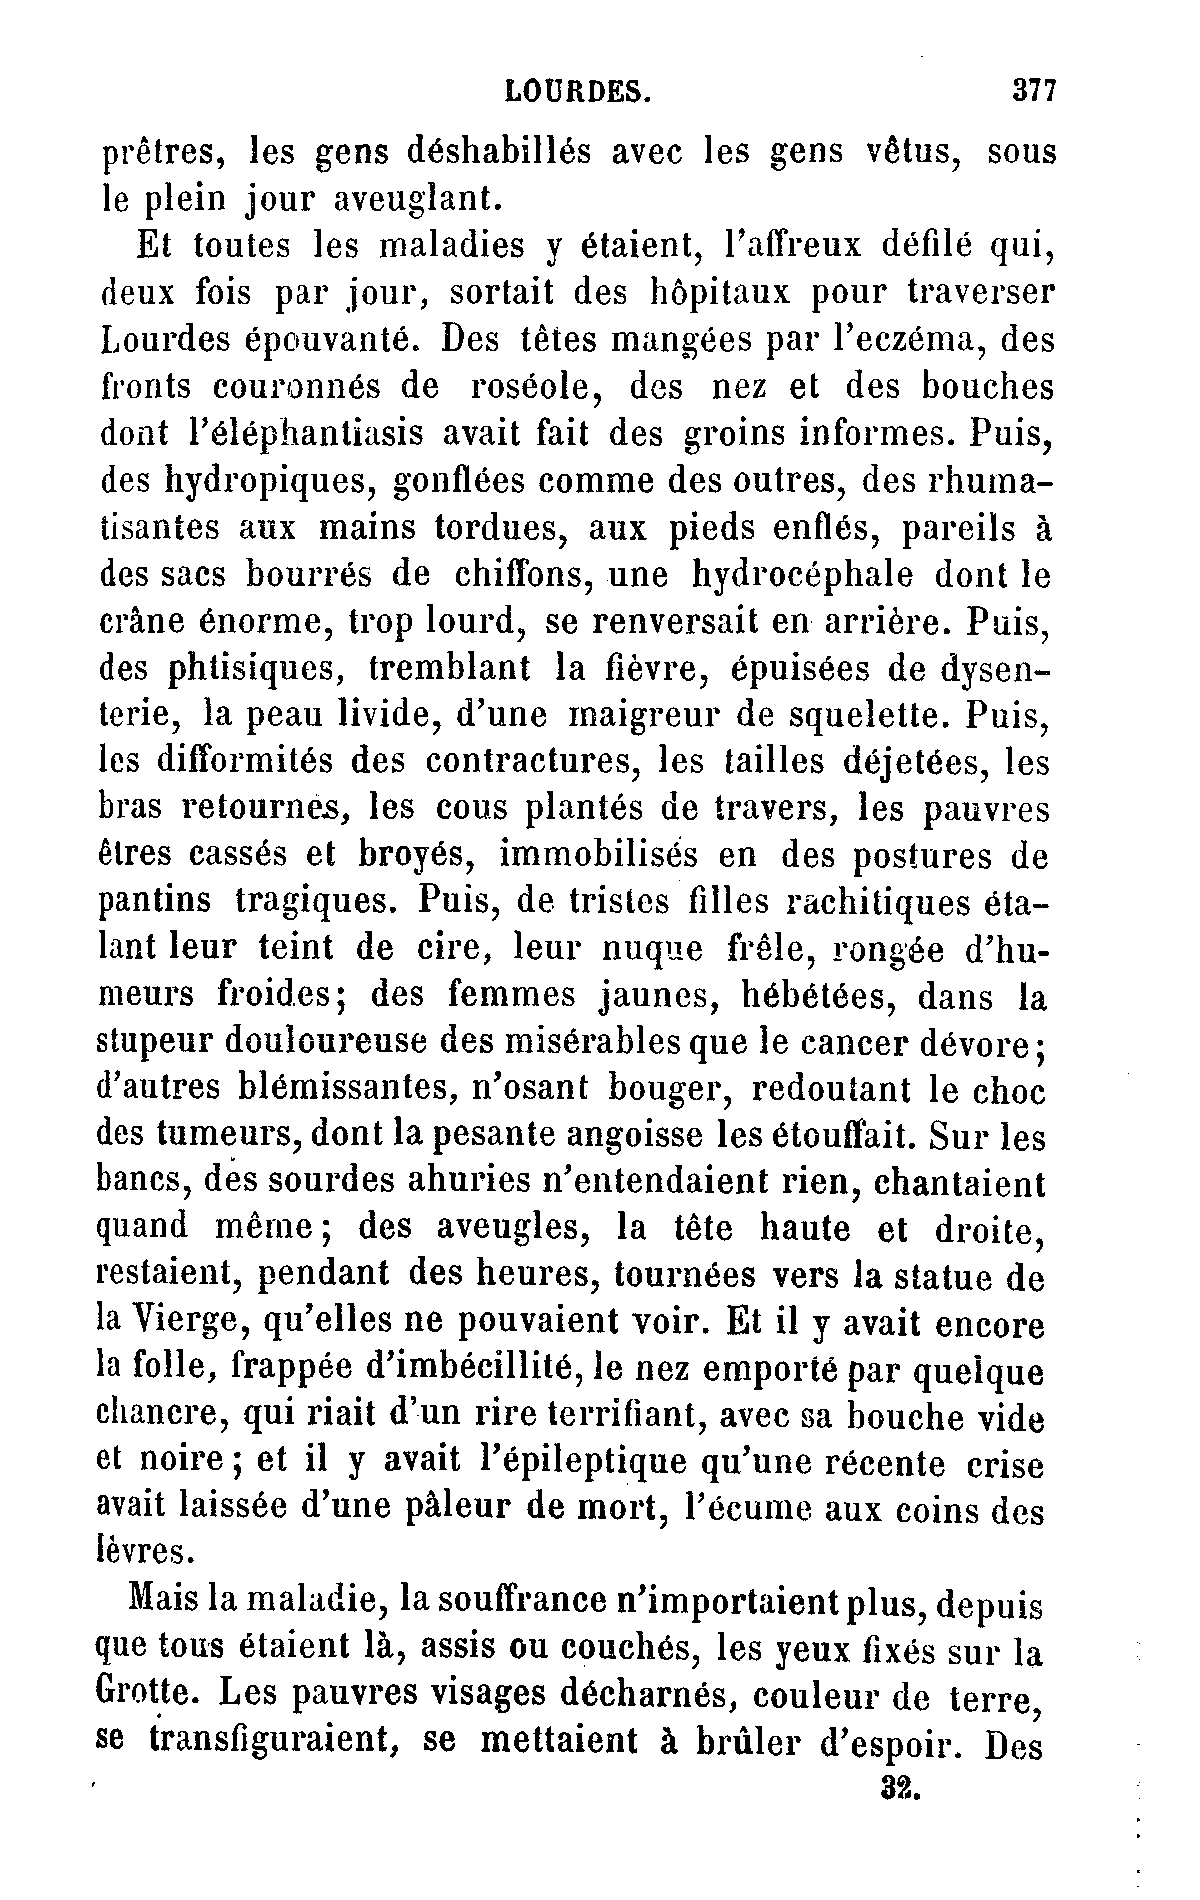 LOURDES. 377
prêtres, les gens déshabillés avec les gens vêtus, sous
le plein jour aveuglant.
Et toutes les maladies y étaient, l'affreux défilé qui,
deux fois par jour, sortait des hôpitaux pour traverser
Lourdes épouvanté. Des têtes mangées par l'eczéma, des
fronts couronnés de roséole, des nez et des bouches
dont l'éléphantiasis avait fait des groins informes. Puis,
des hydropiques, gonflées comme des outres, des rhuma-
tisantes aux mains tordues, aux pieds enflés, pareils à
des sacs bourrés de chiffons, une hydrocéphale dont le
crâne énorme, trop lourd, se renversait en arrière. Puis,
des phtisiques, tremblant la fièvre, épuisées de dysen-
terie, la peau livide, d'une maigreur de squelette. Puis,
les difformités des contractures, les tailles déjetées, les
bras retournés, les cous plantés de travers, les pauvres
êtres cassés et broyés, immobilisés en des postures de
pantins tragiques. Puis, de tristes filles rachitiques éta-
lant leur teint de cire, leur nuque frêle, rongée d'hu-
meurs froides; des femmes jaunes, hébétées, dans la
stupeur douloureuse des misérables que le cancer dévore;
d'autres blémissantes, n'osant bouger, redoutant le choc
des tumeurs, dont la pesante angoisse les étouffait. Sur les
bancs, des sourdes ahuries n'entendaient rien, chantaient
quand même; des aveugles, la tête haute et droite,
restaient, pendant des heures, tournées vers la statue de
la Vierge, qu'elles ne pouvaient voir. Et il y avait encore
la folle, frappée d'imbécillité, le nez emporté par quelque
chancre, qui riait d'un rire terrifiant, avec sa bouche vide
et noire; et il y avait l'épileptique qu'une récente crise
avait laissée d'une pâleur de mort, l'écume aux coins des
lèvres.
Mais la maladie, la souffrance n'importaient plus, depuis
que tous étaient là, assis ou couchés, les yeux fixés sur la
Grotte. Les pauvres visages décharnés, couleur de terre,
se transfiguraient, se mettaient à brûler d'espoir. Des
32.